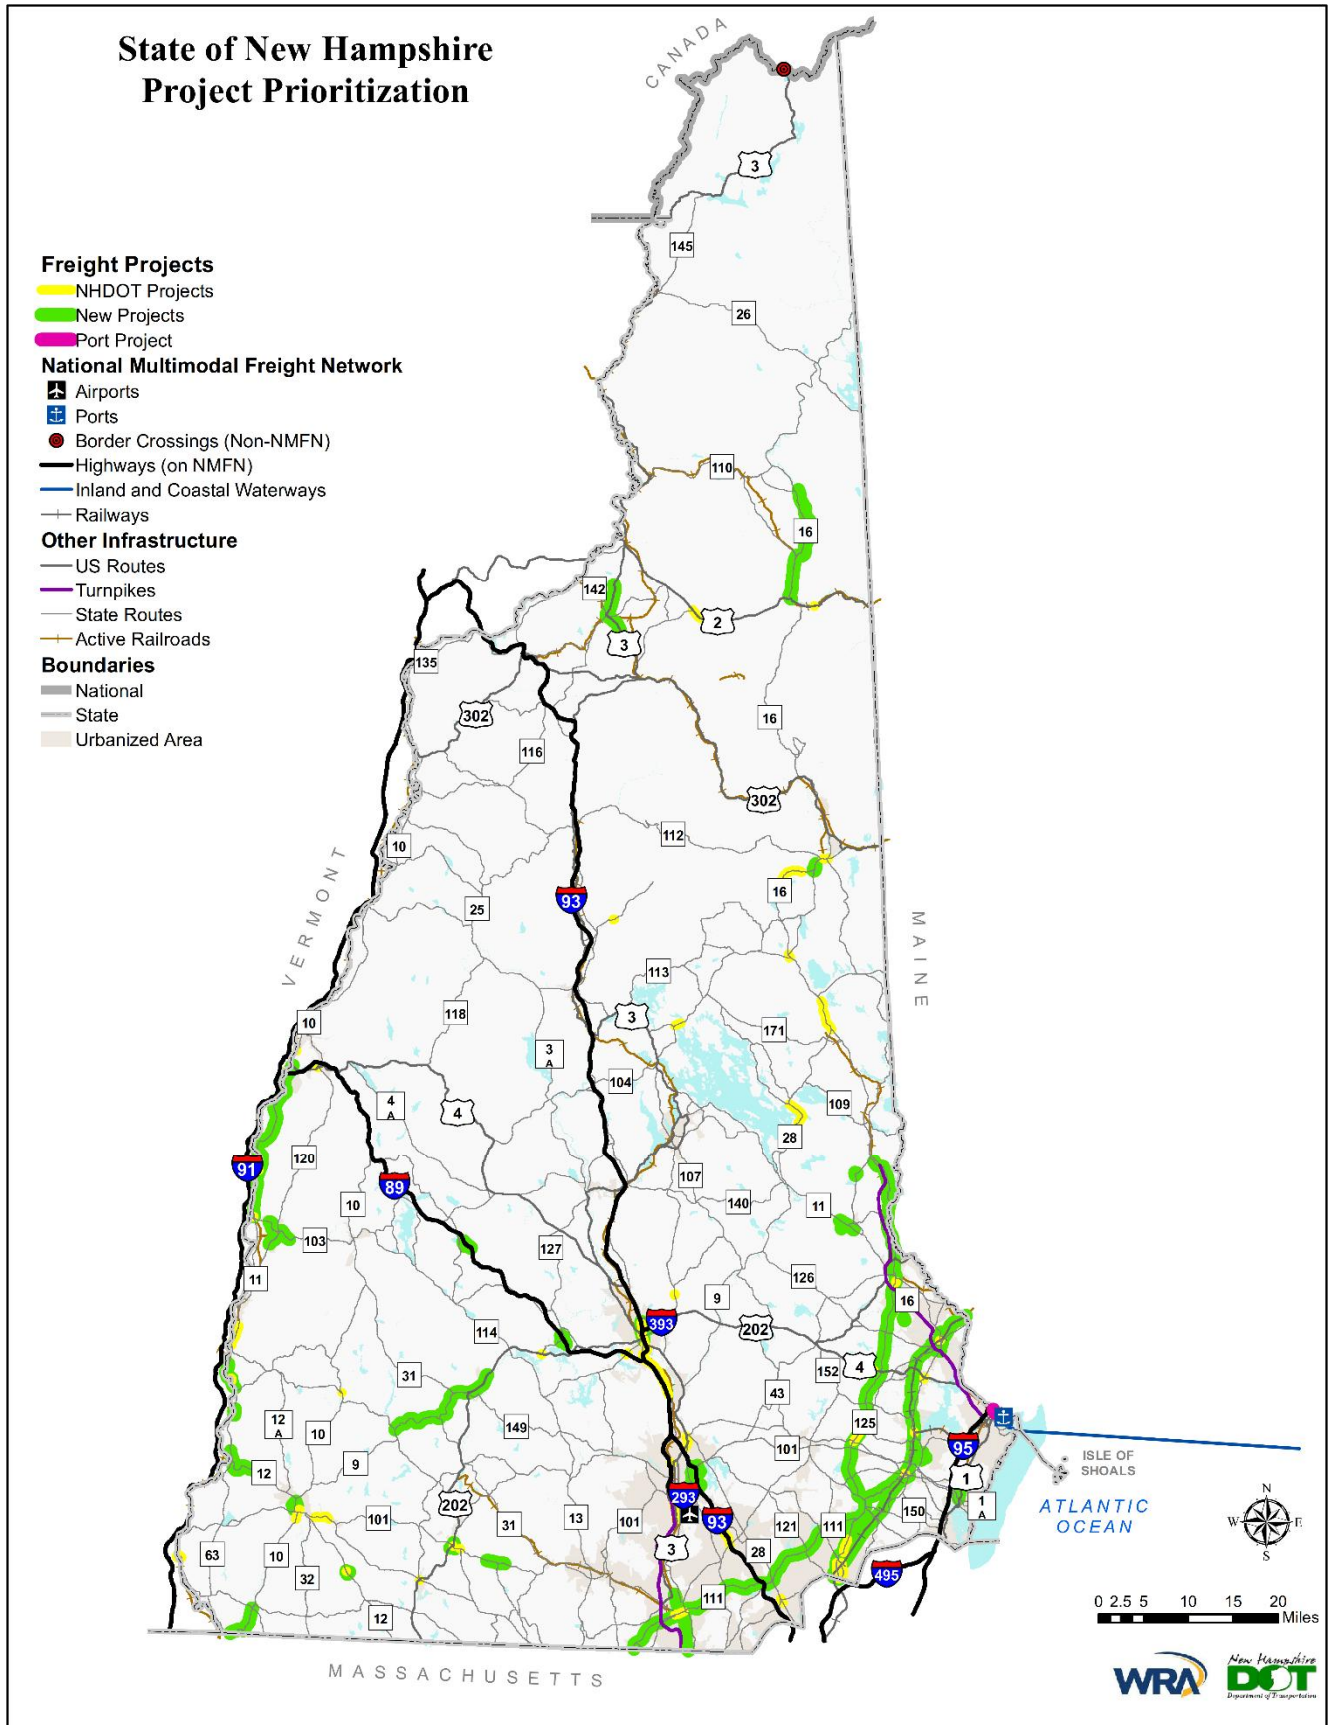 State of New Hampshire
Project Prioritization
CANADA
3
145
26
Freight Projects
NHDOT Projects
New Projects
Port Project
National Multimodal Freight Network
Airports
Ports
Border Crossings (Non-NMFN)
Highways (on NMFN)
Inland and Coastal Waterways
Railways
Other Infrastructure
US Routes
Turnpikes
State Routes
Active Railroads
Boundaries
National
State
Urbanized Area
110
16
142
2
3
135
302
16
116
302
112
10
16
93
25
VERMONT
MAINE
113
10
118
3
171
3
A
104
4
A
4
109
28
120
91
89
107
10
140
11
103
127
126
11
9
16
393
202
114
4
152
31
43
12
A
10
149
125
101
9
95
ISLE OF
SHOALS
12
1
293
202
1
A
ATLANTIC
OCEAN
101
31
13
101
93
121
111
150
N
W E
S
3
28
63
10
32
495
111
12
0 2.5 5 10 15 20
Miles
MASSACHUSETTS
WRA
New Hampshire
DOT
Department of Transportation